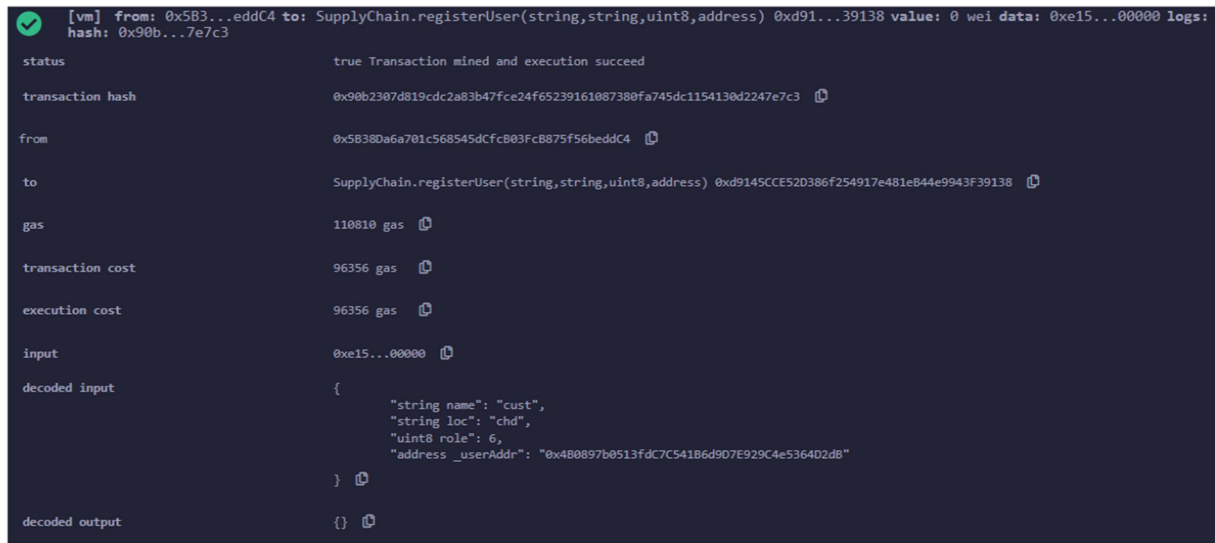 [vm] from: 0x5B3...eddC4 to: SupplyChain.registerUser(string,string,uint8,address) 0xd91...39138 value: 0 wei data: 0xe15...00000 logs:
hash: 0x90b...7e7c3
status true Transaction mined and execution succeed
transaction hash 0x90b2307d819cdc2a83b47fce24f65239161087380fa745dc1154130d2247e7c3
from 0x5B38Da6a701c568545dCfcB03FcB875f56beddC4
to SupplyChain.registerUser(string,string,uint8,address) 0xd9145CCE52D386f254917e481eB44e9943F39138
gas 110810 gas
transaction cost 96356 gas
execution cost 96356 gas
input 0xe15...00000
decoded input {
"string name": "cust",
"string loc": "chd",
"uint8 role": 6,
"address _userAddr": "0x4B0897b0513fdC7C541B6d9D7E929C4e5364D2dB"
}
decoded output {}